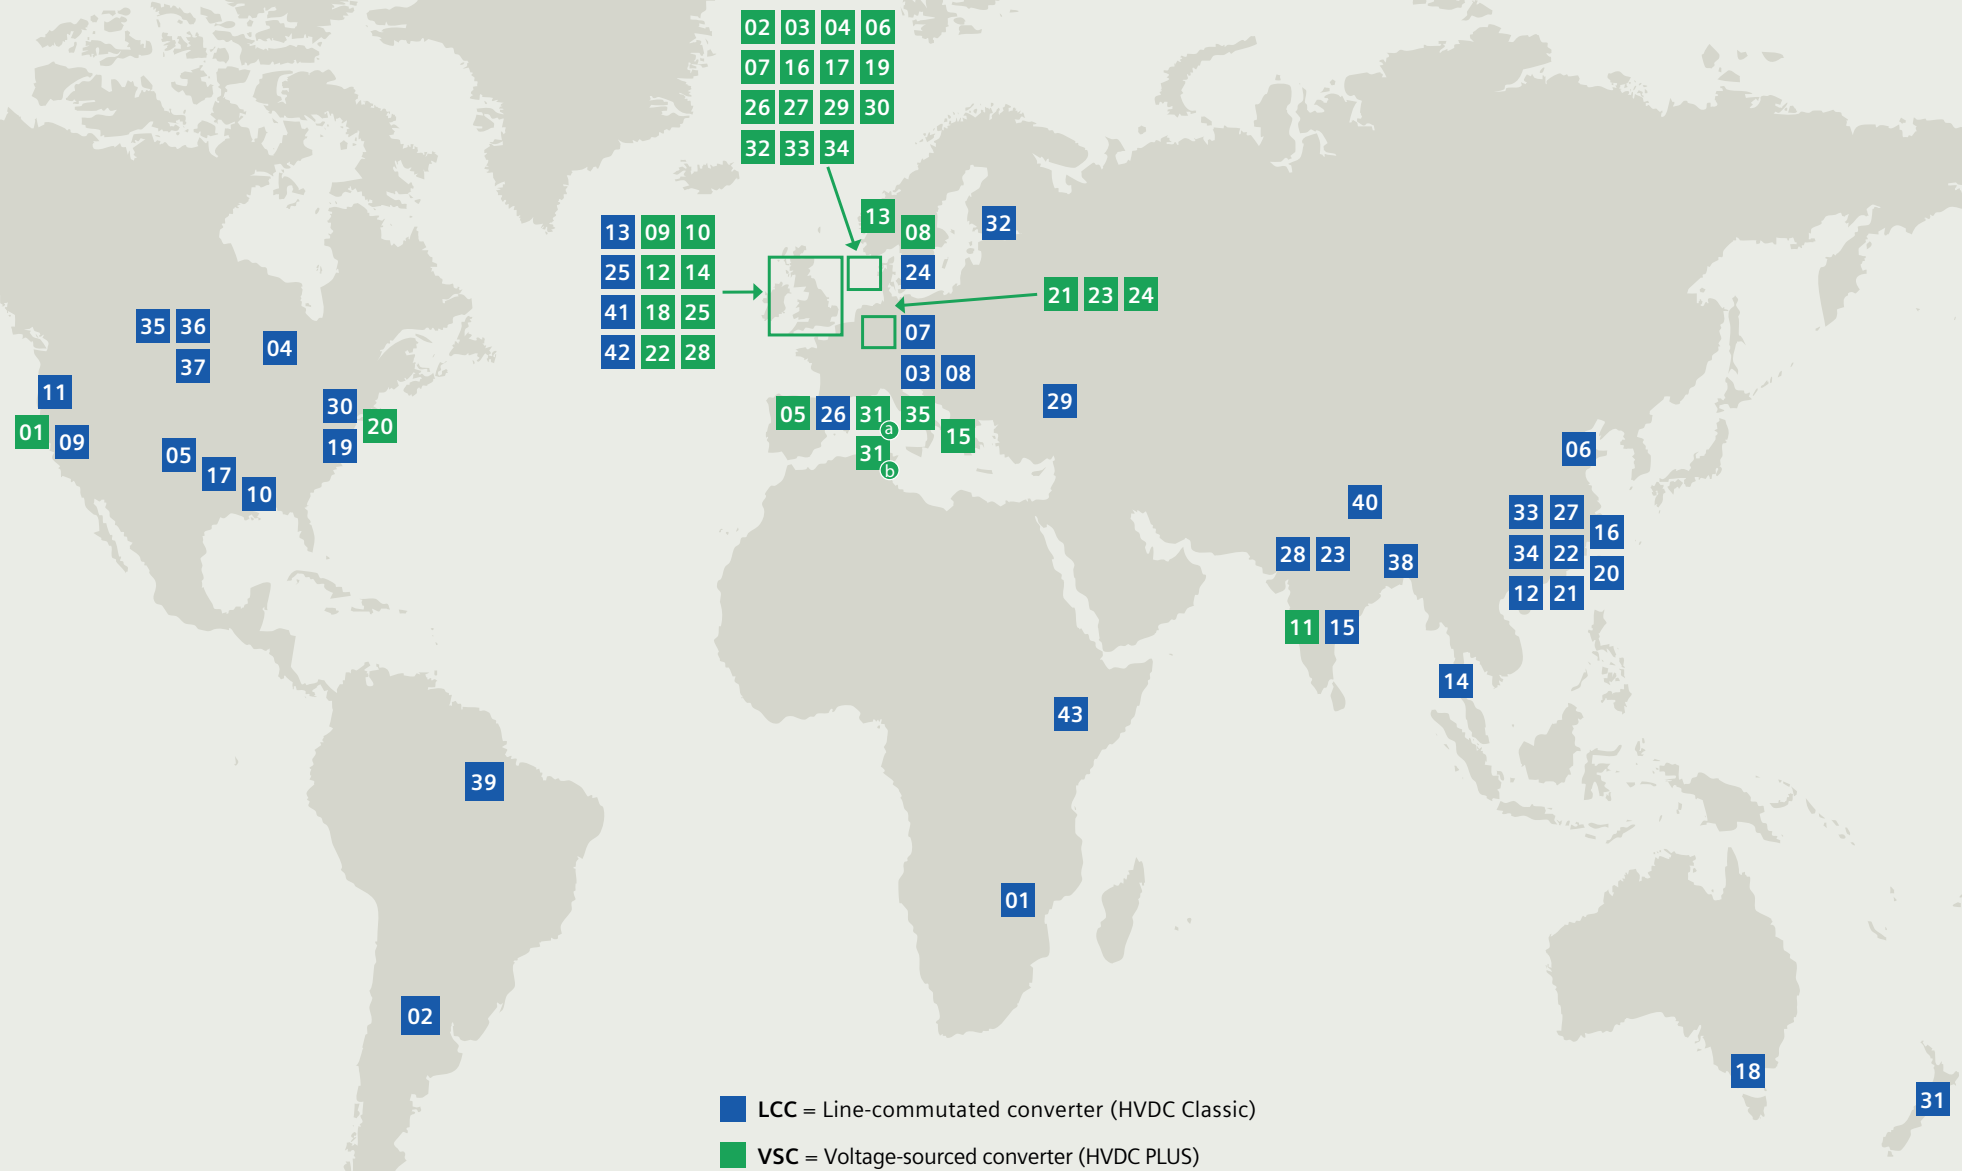 02 03 04 06
07 16 17 19
26 27 29 30
32 33 34
13 09 10
25 12 14
41 18 25
42 22 28
13
08
24
32
21 23 24
07
03 08
29
05 26 31 35
a
15
31
b
35 36
37
04
11
01
09
30
20
19
05
17
10
39
02
43
01
06
40
33 27
16
34 22
20
12 21
28 23
38
11 15
14
18
31
LCC = Line-commutated converter (HVDC Classic)
VSC = Voltage-sourced converter (HVDC PLUS)